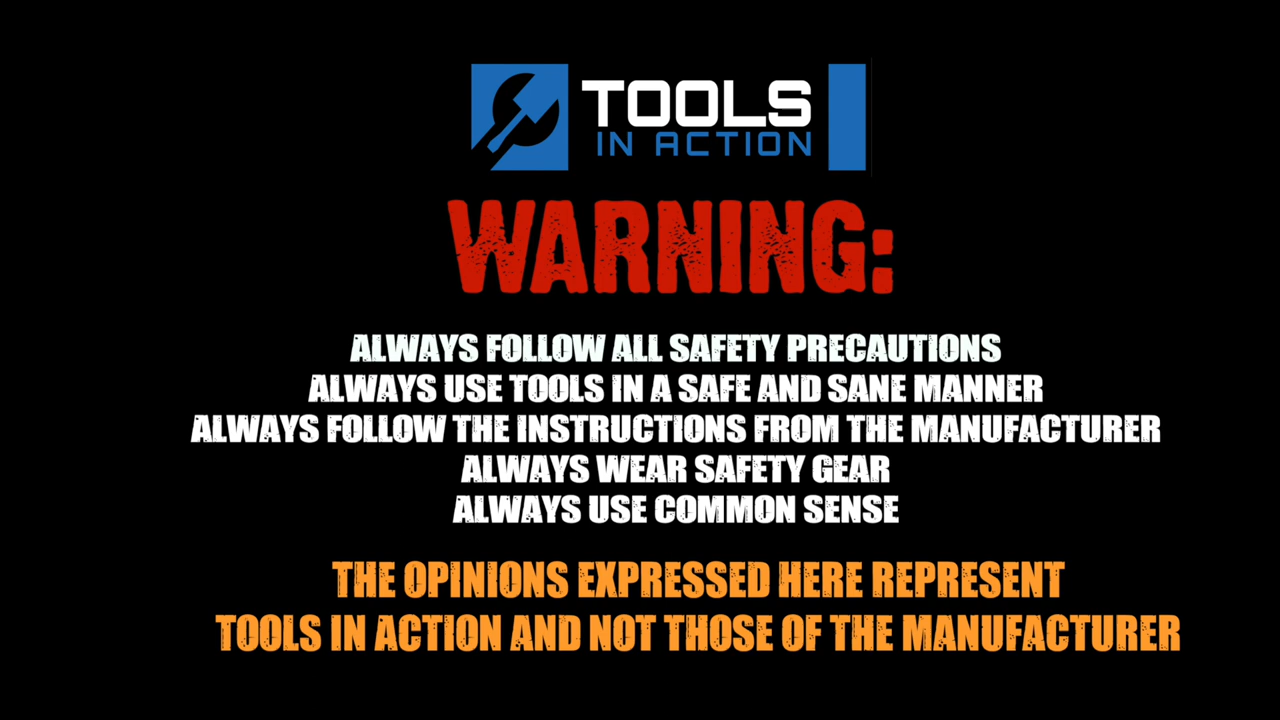 TOOLS
IN ACTION
WARNING:
ALWAYS FOLLOW ALL SAFETY PRECAUTIONS
ALWAYS USE TOOLS IN A SAFE AND SANE MANNER
ALWAYS FOLLOW THE INSTRUCTIONS FROM THE MANUFACTURER
ALWAYS WEAR SAFETY GEAR
ALWAYS USE COMMON SENSE
THE OPINIONS EXPRESSED HERE REPRESENT
TOOLS IN ACTION AND NOT THOSE OF THE MANUFACTURER